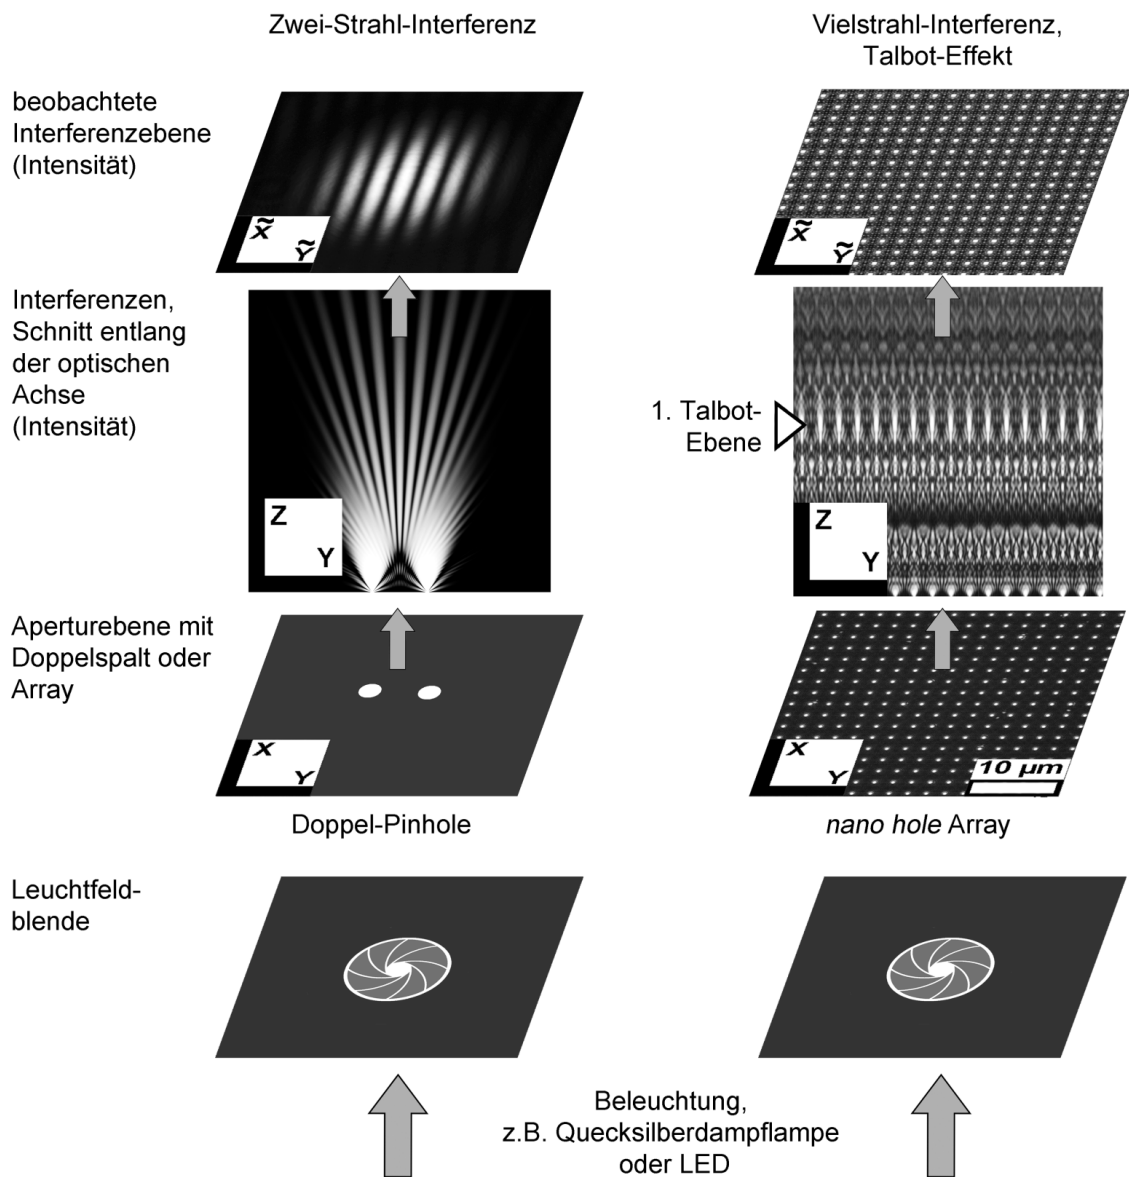 Zwei-Strahl-Interferenz
Vielstrahl-Interferenz,
Talbot-Effekt
beobachtete
Interferenzebene
(Intensität)
X̃
Ỹ
X̃
Ỹ
Interferenzen,
Schnitt entlang
der optischen
Achse
(Intensität)
Z
Y
1. Talbot-
Ebene
Z
Y
Aperturebene mit
Doppelspalt oder
Array
X
Y
X
Y
10 µm
Doppel-Pinhole
nano hole Array
Leuchtfeld-
blende
Beleuchtung,
z.B. Quecksilberdampflampe
oder LED